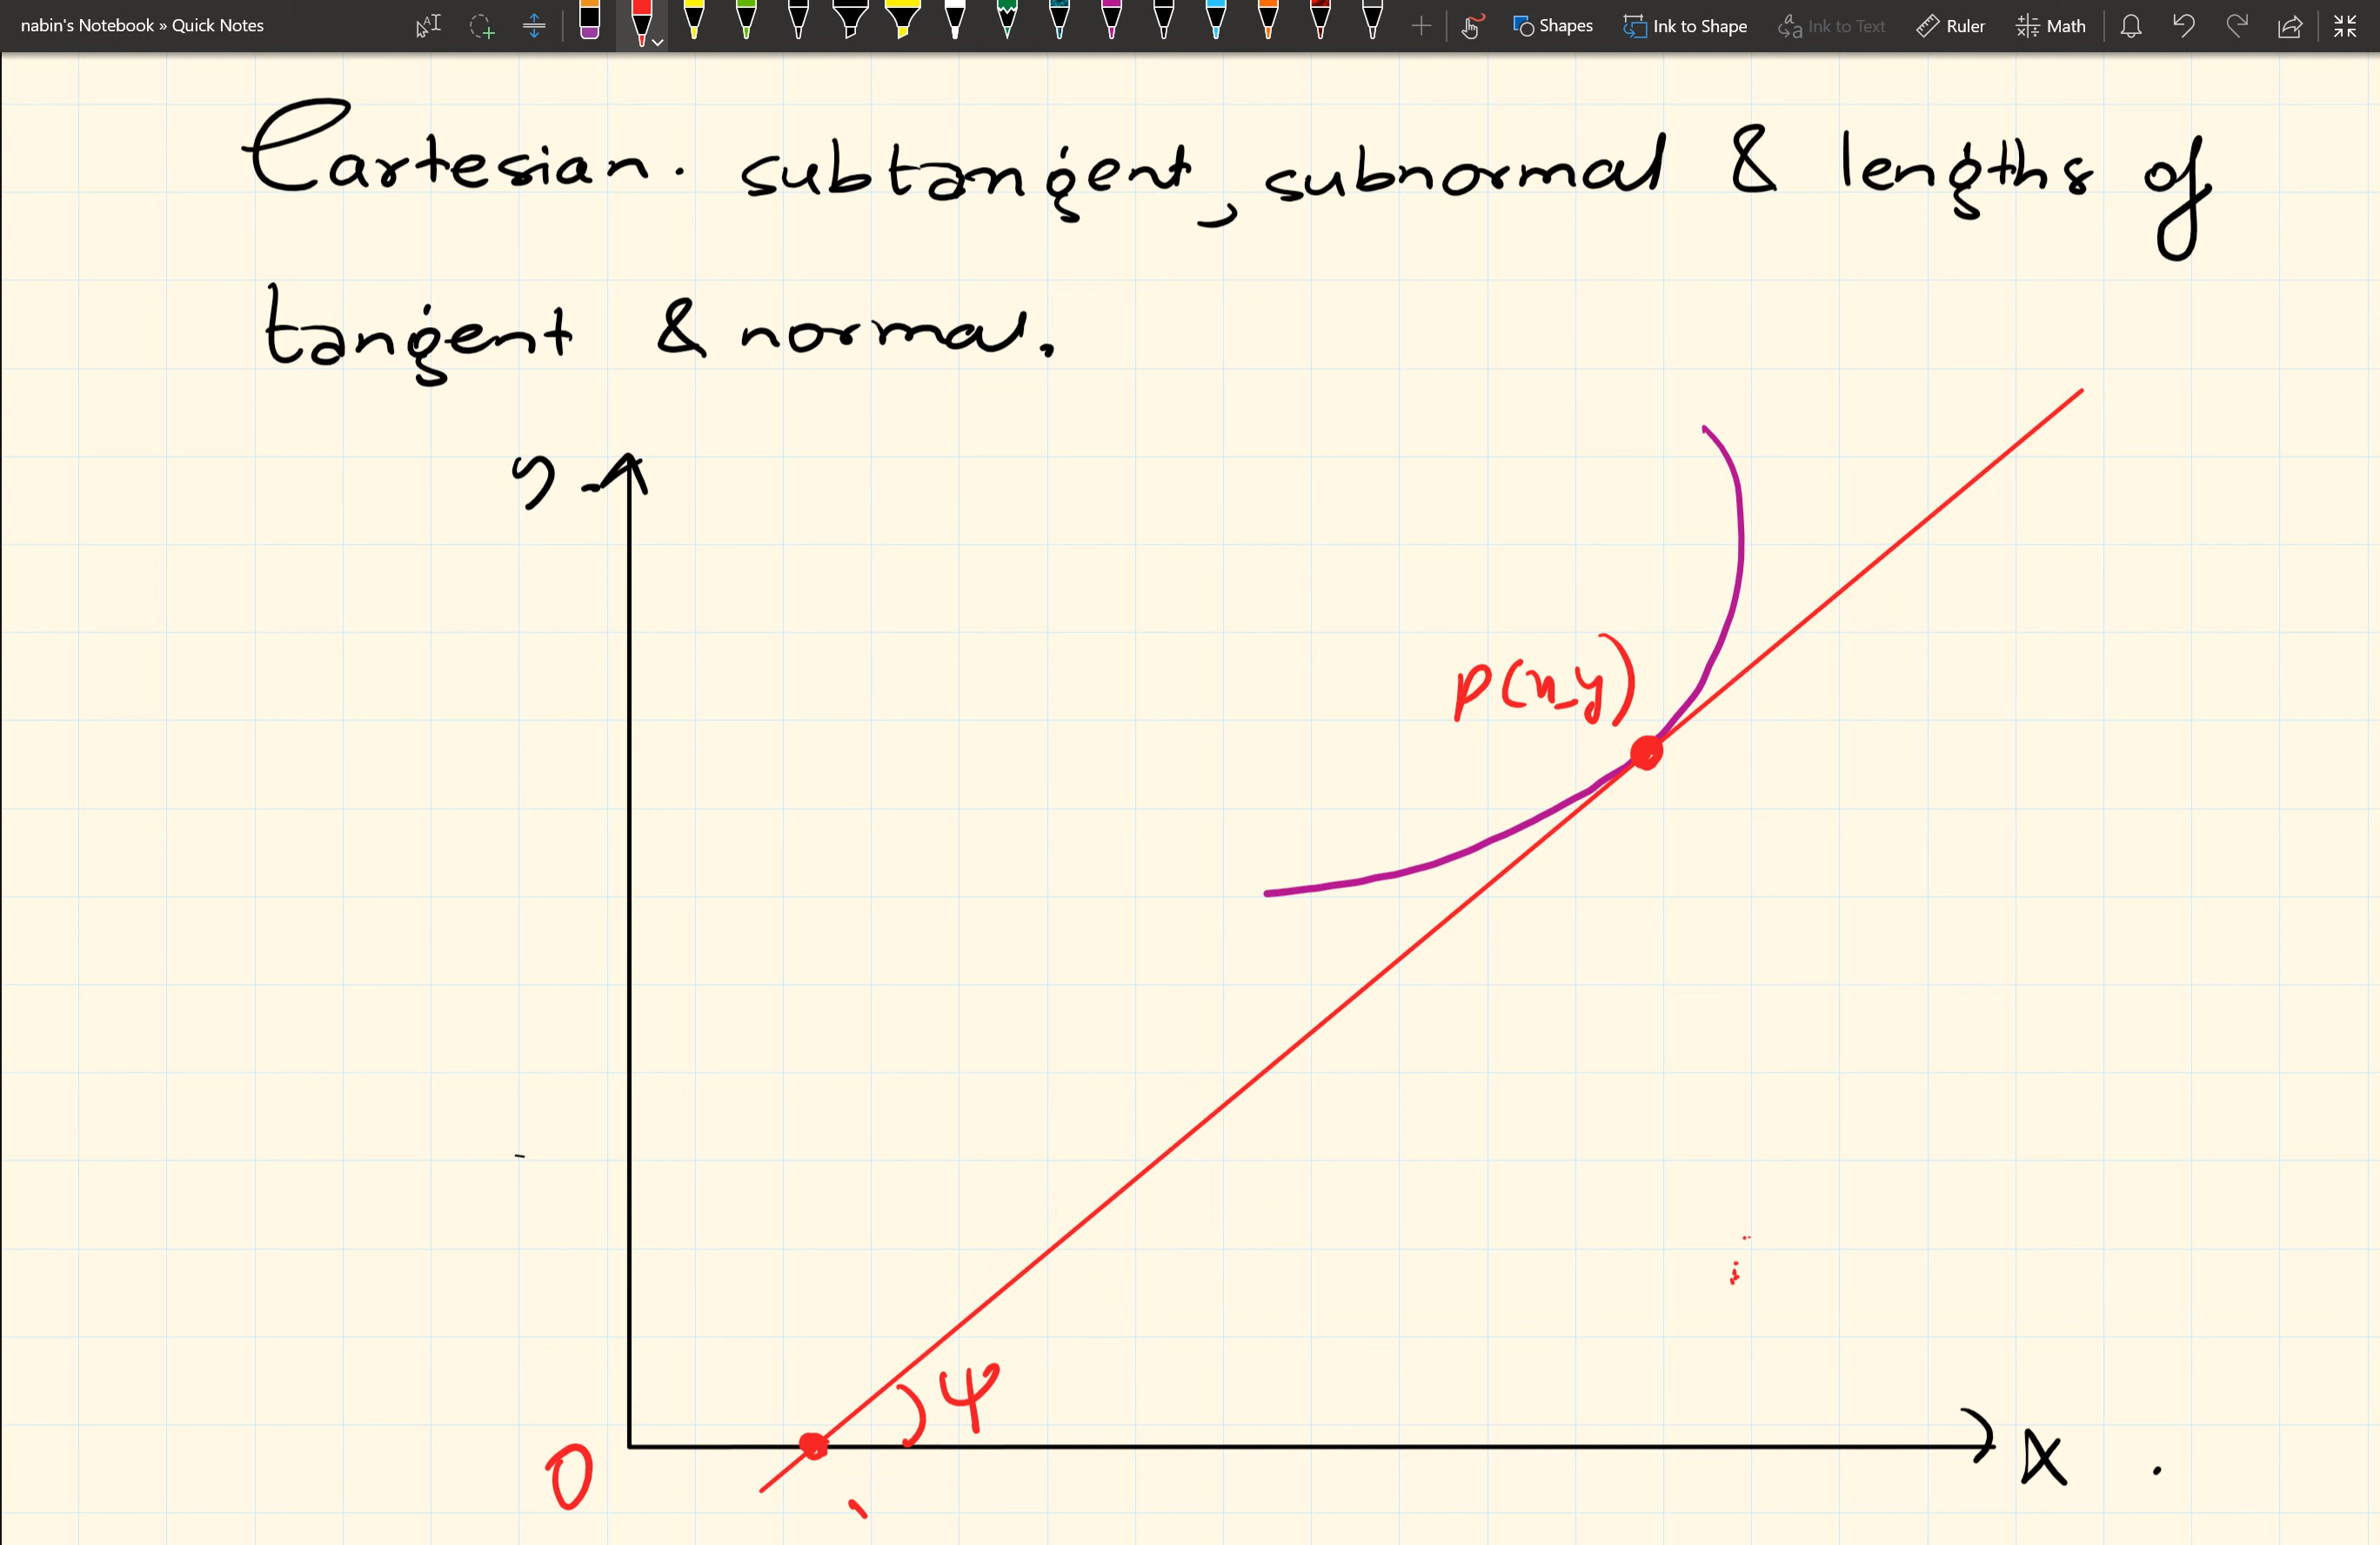 nabin's Notebook » Quick Notes
Shapes
Ink to Shape
Ink to Text
Ruler
Math
Cartesian. subtangent, subnormal & lengths of
tangent & normal.
y
P(x,y)
ψ
O
X .